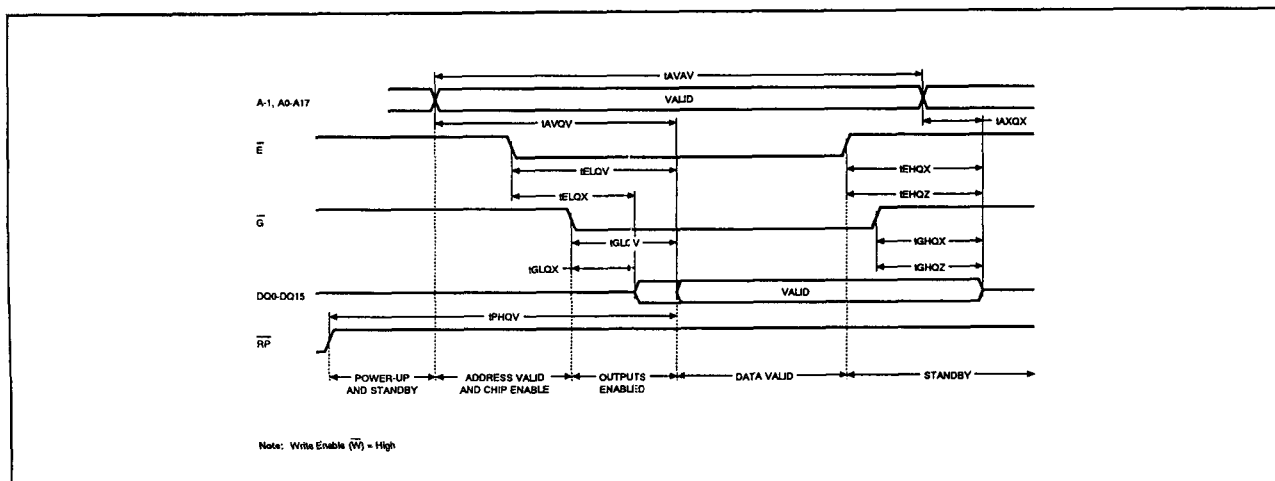 tAVAV
A-1, A0-A17
VALID
tAVQV
tAXQX
E
tELQV
tEHQX
tELQX
tEHQZ
G
tGLQV
tGHQX
tGLQX
tGHQZ
DQ0-DQ15
VALID
tPHQV
RP
POWER-UP AND STANDBY
ADDRESS VALID AND CHIP ENABLE
OUTPUTS ENABLED
DATA VALID
STANDBY
Note: Write Enable (W) = High